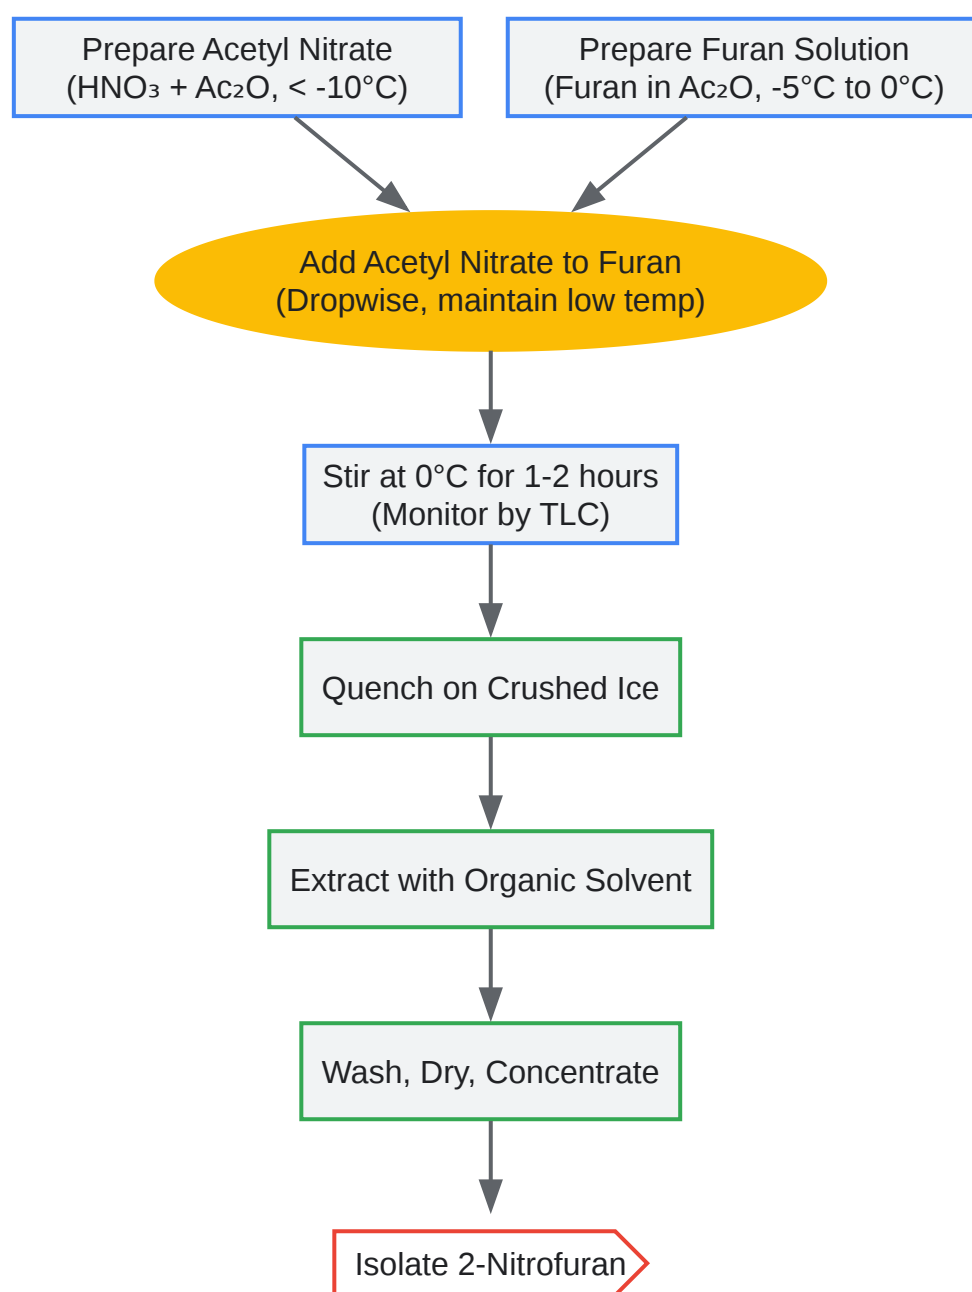 Prepare Acetyl Nitrate
(HNO₃ + Ac₂O, < -10°C)
Prepare Furan Solution
(Furan in Ac₂O, -5°C to 0°C)
Add Acetyl Nitrate to Furan
(Dropwise, maintain low temp)
Stir at 0°C for 1-2 hours
(Monitor by TLC)
Quench on Crushed Ice
Extract with Organic Solvent
Wash, Dry, Concentrate
Isolate 2-Nitrofuran